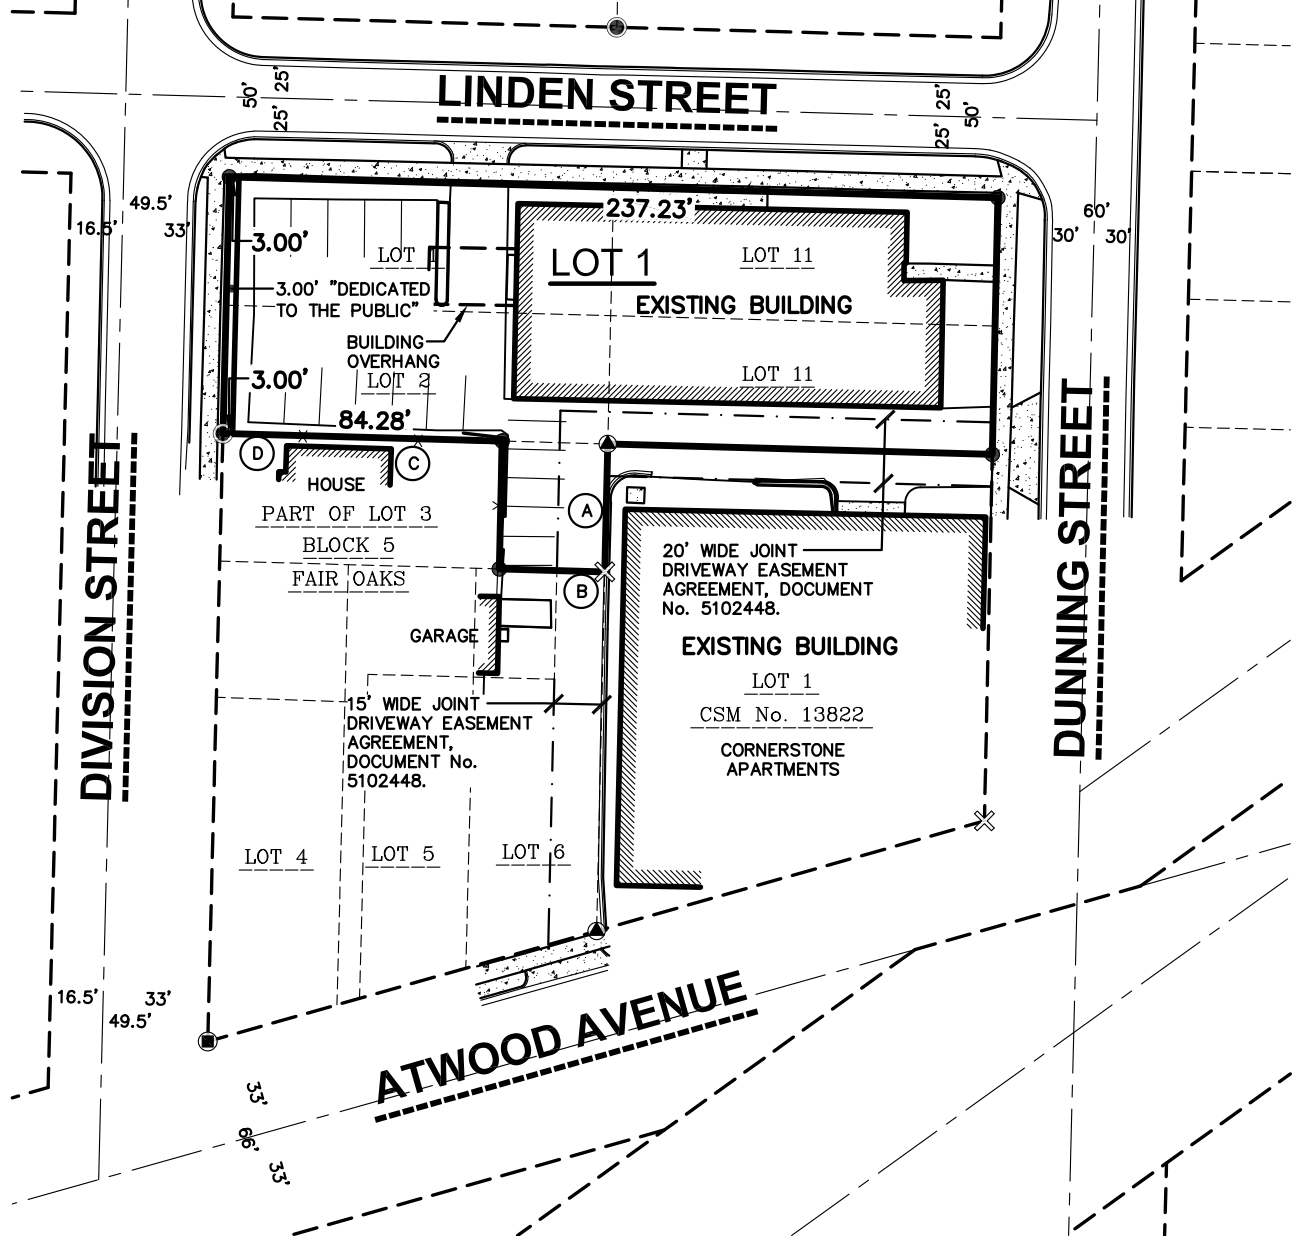 LINDEN STREET
50'
25'
25'
25'
25'
50'
49.5'
16.5'
33'
60'
30'
30'
237.23'
3.00'
LOT 1
LOT 1
LOT 11
3.00' "DEDICATED
TO THE PUBLIC"
EXISTING BUILDING
BUILDING
OVERHANG
3.00'
LOT 2
LOT 11
84.28'
D
C
HOUSE
A
B
PART OF LOT 3
BLOCK 5
FAIR OAKS
20' WIDE JOINT
DRIVEWAY EASEMENT
AGREEMENT, DOCUMENT
No. 5102448.
GARAGE
EXISTING BUILDING
LOT 1
CSM No. 13822
CORNERSTONE
APARTMENTS
15' WIDE JOINT
DRIVEWAY EASEMENT
AGREEMENT,
DOCUMENT No.
5102448.
DIVISION STREET
DUNNING STREET
LOT 4
LOT 5
LOT 6
16.5'
33'
49.5'
ATWOOD AVENUE
33'
66'
33'